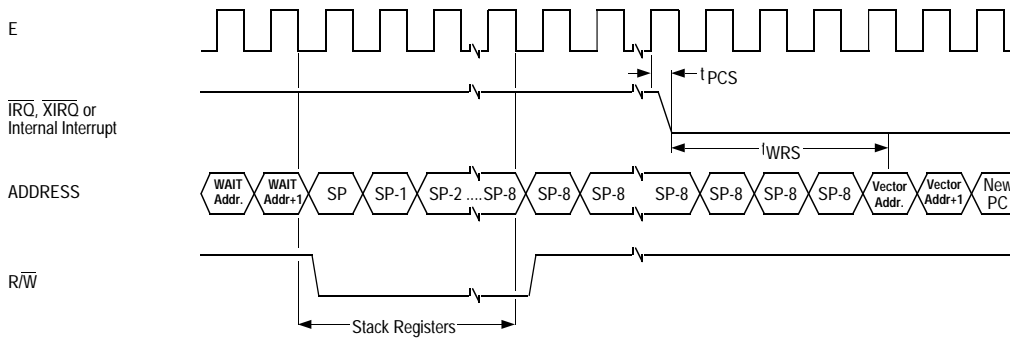 E
t PCS
IRQ, XIRQ or
Internal Interrupt
tWRS
ADDRESS
WAIT Addr.
WAIT Addr+1
SP
SP-1
SP-2 ....SP-8
SP-8
SP-8
SP-8
SP-8
SP-8
SP-8
Vector Addr.
Vector Addr+1
New PC
R/W
Stack Registers